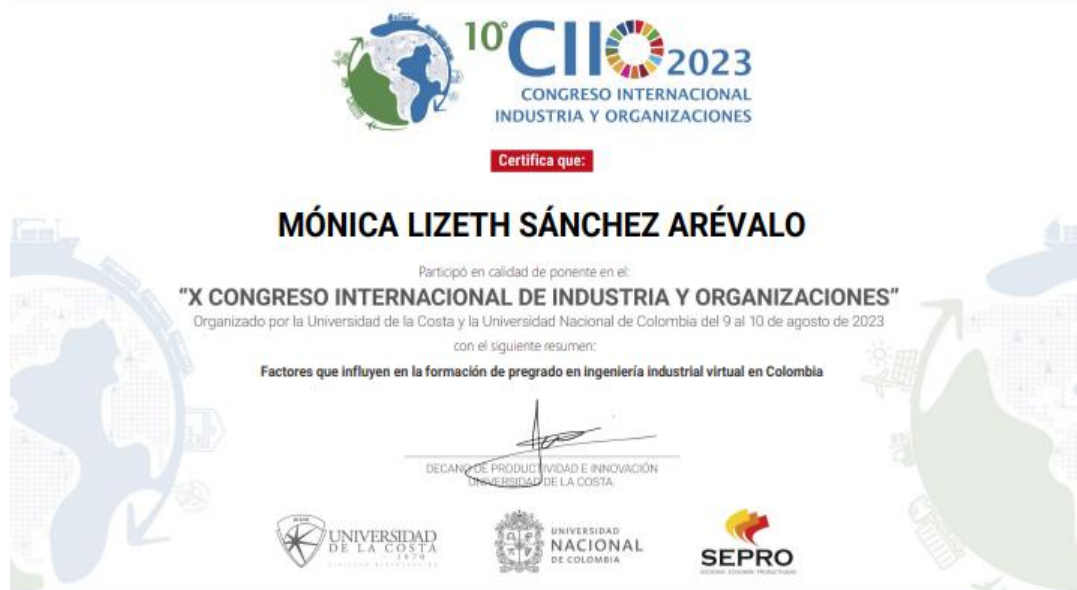 10° CIIO 2023
CONGRESO INTERNACIONAL
INDUSTRIA Y ORGANIZACIONES
Certifica que:
MÓNICA LIZETH SÁNCHEZ ARÉVALO
Participó en calidad de ponente en el:
“X CONGRESO INTERNACIONAL DE INDUSTRIA Y ORGANIZACIONES”
Organizado por la Universidad de la Costa y la Universidad Nacional de Colombia del 9 al 10 de agosto de 2023
con el siguiente resumen:
Factores que influyen en la formación de pregrado en ingeniería industrial virtual en Colombia
DECANO DE PRODUCTIVIDAD E INNOVACIÓN
UNIVERSIDAD DE LA COSTA
UNIVERSIDAD
DE LA COSTA
1970
UNIVERSIDAD
NACIONAL
DE COLOMBIA
SEPRO